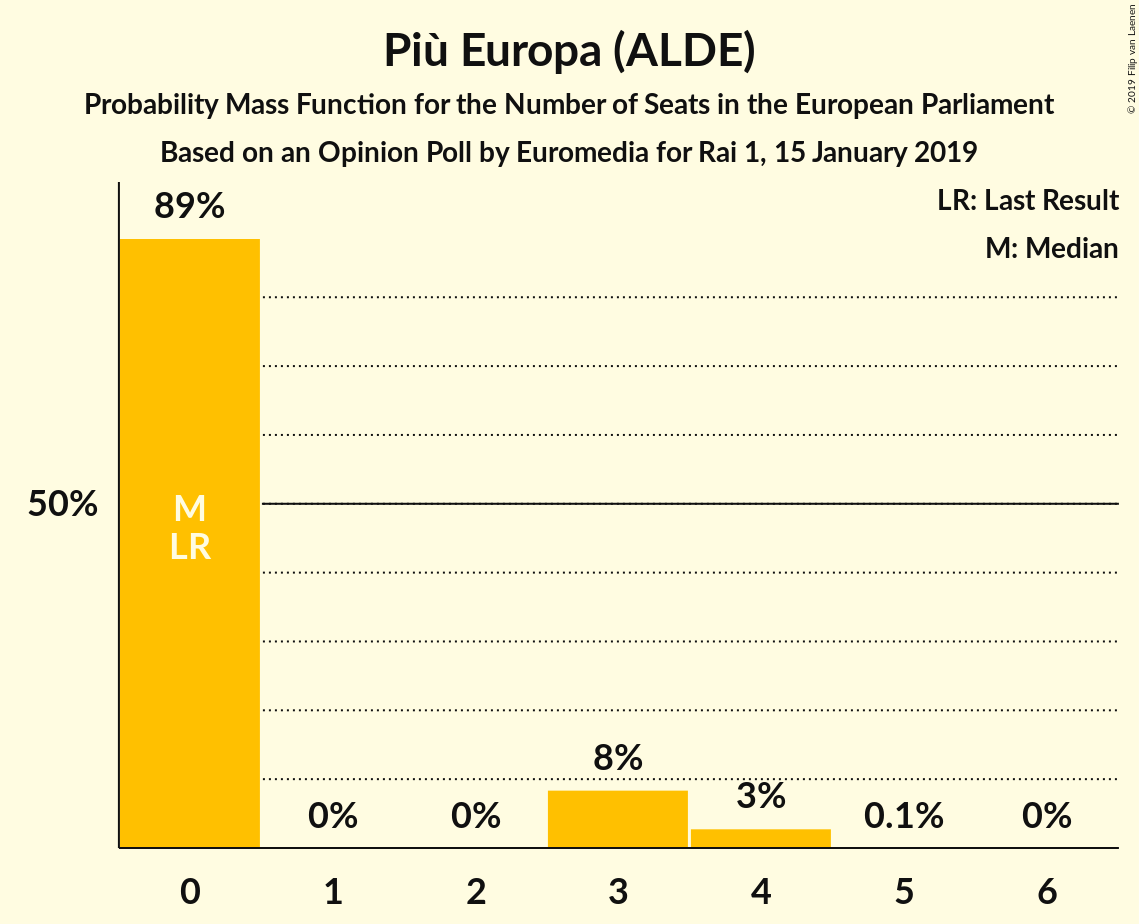 Più Europa (ALDE)
Probability Mass Function for the Number of Seats in the European Parliament
Based on an Opinion Poll by Euromedia for Rai 1, 15 January 2019
© 2019 Filip van Laenen
LR: Last Result
M: Median
89%
50%
M
LR
0%
0%
8%
3%
0.1%
0%
0
1
2
3
4
5
6